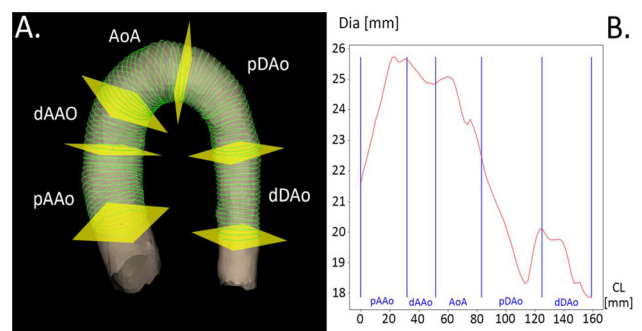 A.
AoA
pDAo
dAAO
pAAo
dDAo
B.
Dia [mm]
26
25
24
23
22
21
20
19
18
pAAo dAAo AoA pDAo dDAo
CL
[mm]
0 20 40 60 80 100 120 140 160